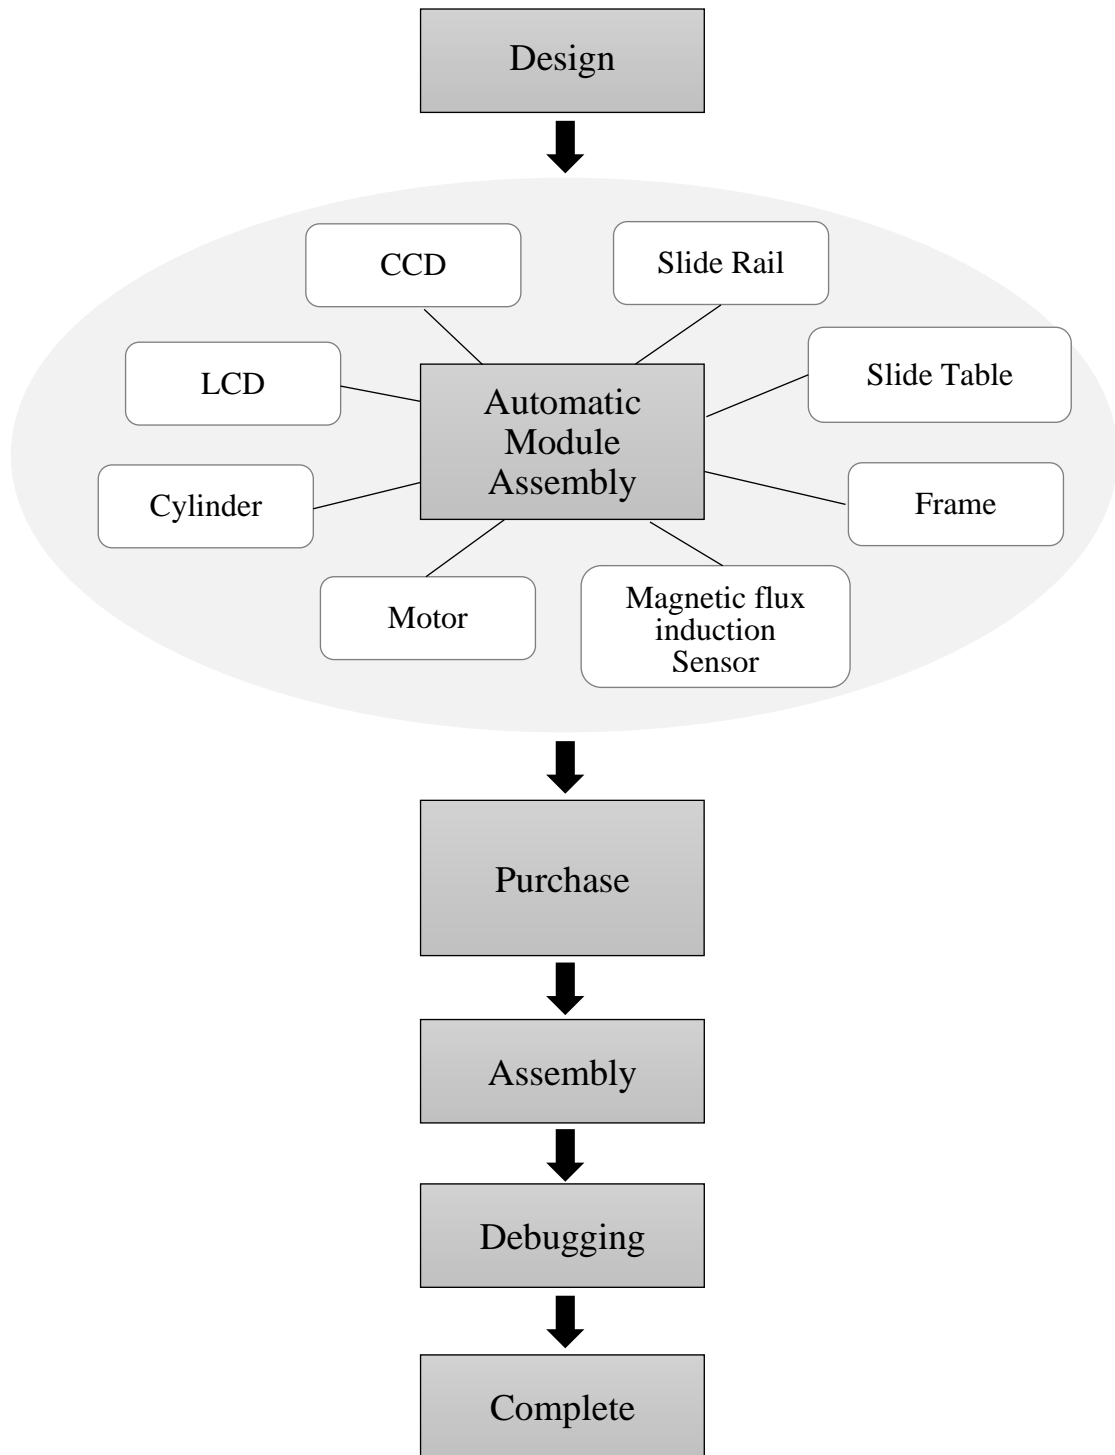 Design
CCD
Slide Rail
LCD
Slide Table
Automatic
Module
Assembly
Cylinder
Frame
Motor
Magnetic flux
induction
Sensor
Purchase
Assembly
Debugging
Complete